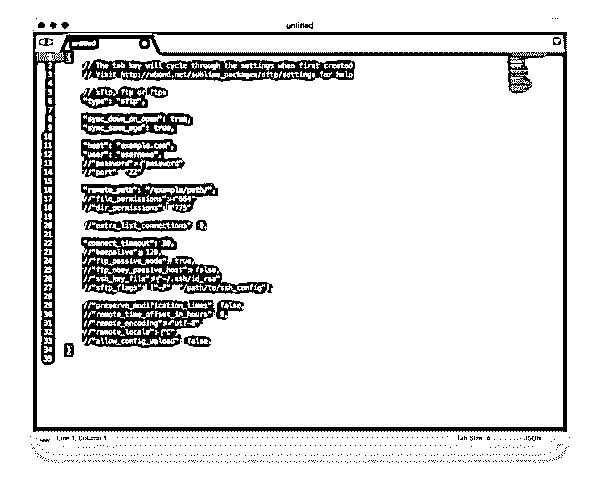 untitled
untitled
1 {
2 // The tab key will cycle through the settings when first created
3 // Visit http://wbond.net/sublime_packages/sftp/settings for help
4
5 // sftp, ftp or ftps
6 "type": "sftp",
7
8 "sync_down_on_open": true,
9 "sync_same_age": true,
10
11 "host": "example.com",
12 "user": "username",
13 //"password": "password",
14 //"port": "22",
15
16 "remote_path": "/example/path/",
17 //"file_permissions": "664",
18 //"dir_permissions": "775",
19
20 //"extra_list_connections": 0,
21
22 "connect_timeout": 30,
23 //"keepalive": 120,
24 //"ftp_passive_mode": true,
25 //"ftp_obey_passive_host": false,
26 //"ssh_key_file": "~/.ssh/id_rsa",
27 //"sftp_flags": ["-F", "/path/to/ssh_config"],
28
29 //"preserve_modification_times": false,
30 //"remote_time_offset_in_hours": 0,
31 //"remote_encoding": "utf-8",
32 //"remote_locale": "C",
33 //"allow_config_upload": false,
34 }
35
Line 1, Column 1
Tab Size: 4
JSON